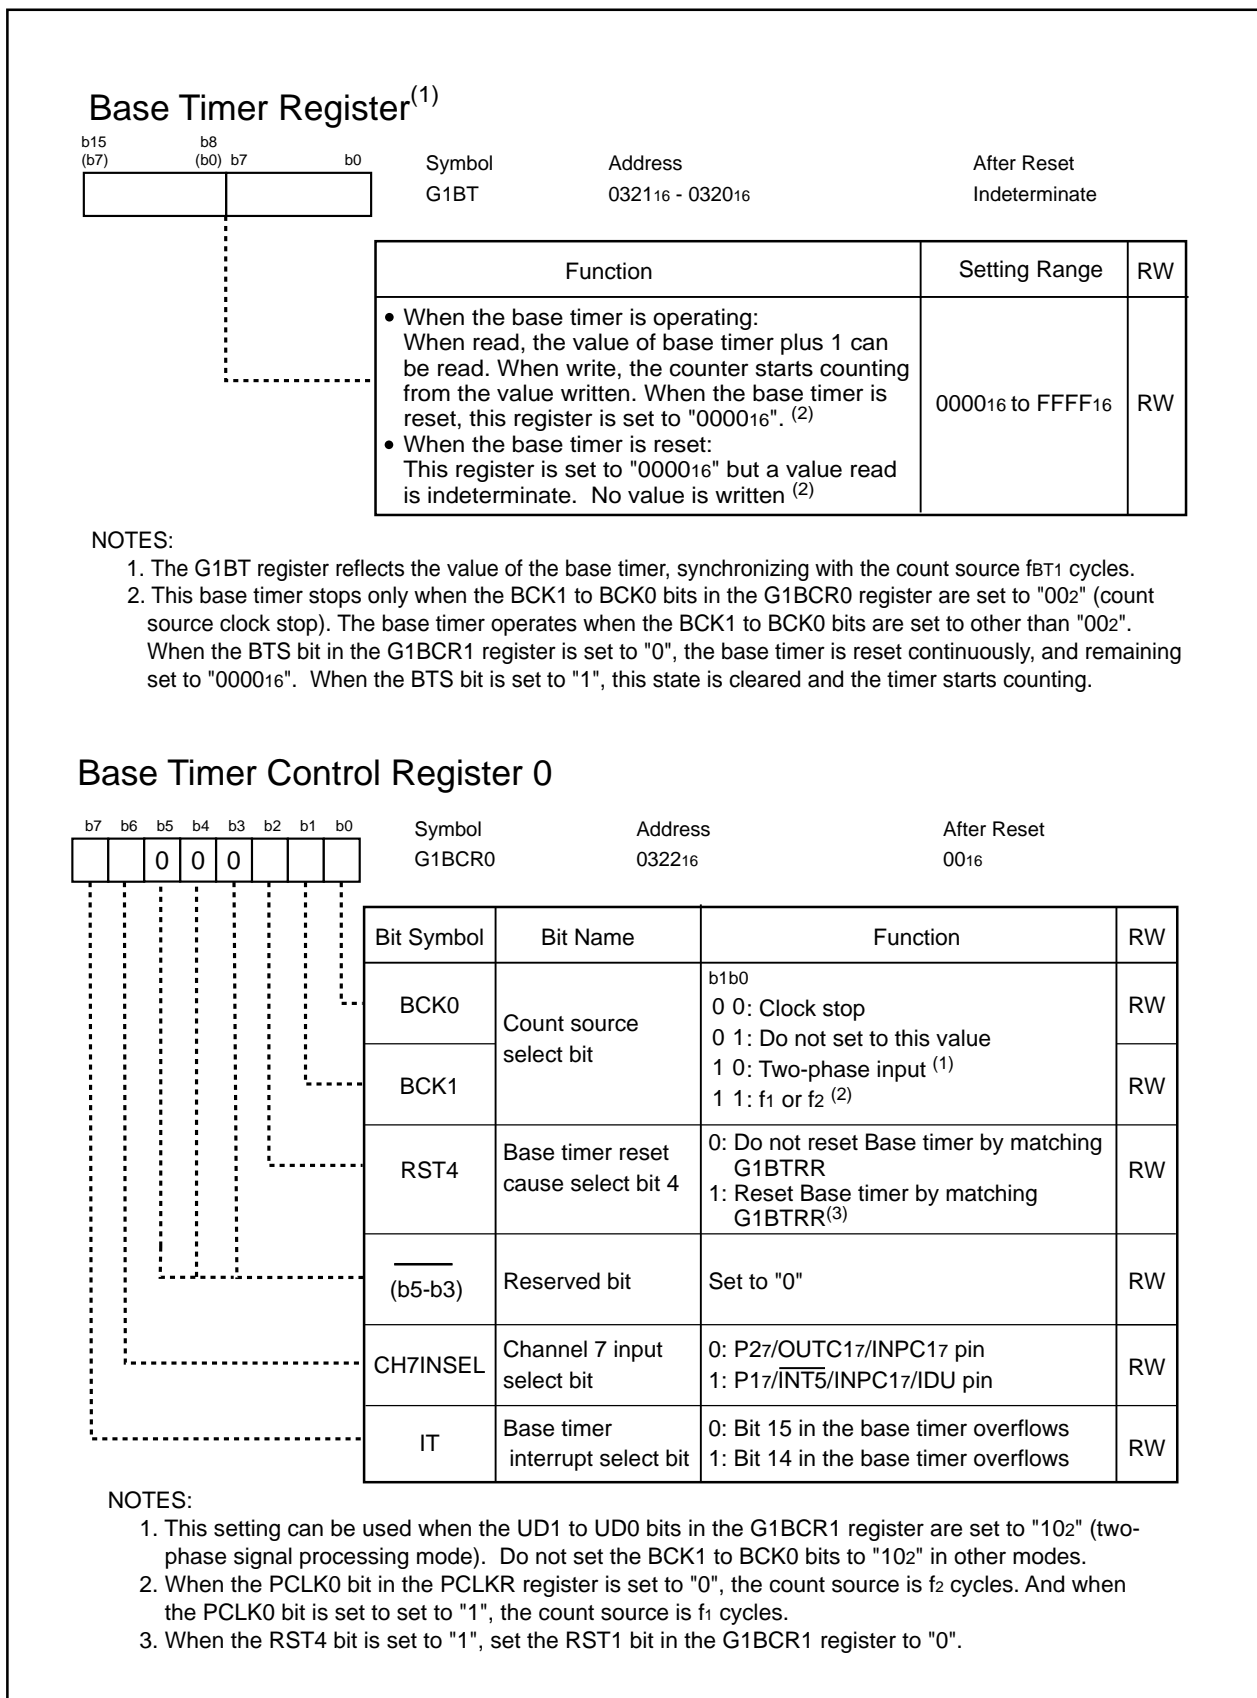 Base Timer Register(1)
b15 b8
(b7) (b0) b7 b0
Symbol Address After Reset
G1BT 032116 - 032016 Indeterminate
Function Setting Range RW
• When the base timer is operating:
When read, the value of base timer plus 1 can
be read. When write, the counter starts counting
from the value written. When the base timer is
reset, this register is set to "000016". (2)
• When the base timer is reset:
This register is set to "000016" but a value read
is indeterminate. No value is written (2)
000016 to FFFF16 RW
NOTES:
1. The G1BT register reflects the value of the base timer, synchronizing with the count source fBT1 cycles.
2. This base timer stops only when the BCK1 to BCK0 bits in the G1BCR0 register are set to "002" (count
source clock stop). The base timer operates when the BCK1 to BCK0 bits are set to other than "002".
When the BTS bit in the G1BCR1 register is set to "0", the base timer is reset continuously, and remaining
set to "000016". When the BTS bit is set to "1", this state is cleared and the timer starts counting.
Base Timer Control Register 0
b7 b6 b5 b4 b3 b2 b1 b0
0 0 0
Symbol Address After Reset
G1BCR0 032216 0016
Bit Symbol Bit Name Function RW
BCK0 RW
BCK1 RW
Count source
select bit
b1b0
0 0: Clock stop
0 1: Do not set to this value
1 0: Two-phase input (1)
1 1: f1 or f2 (2)
RST4
Base timer reset
cause select bit 4
0: Do not reset Base timer by matching
G1BTRR
1: Reset Base timer by matching
G1BTRR(3)
RW
(b5-b3) Reserved bit Set to "0" RW
CH7INSEL
Channel 7 input
select bit
0: P27/OUTC17/INPC17 pin
1: P17/INT5/INPC17/IDU pin
RW
IT
Base timer
interrupt select bit
0: Bit 15 in the base timer overflows
1: Bit 14 in the base timer overflows
RW
NOTES:
1. This setting can be used when the UD1 to UD0 bits in the G1BCR1 register are set to "102" (two-
phase signal processing mode). Do not set the BCK1 to BCK0 bits to "102" in other modes.
2. When the PCLK0 bit in the PCLKR register is set to "0", the count source is f2 cycles. And when
the PCLK0 bit is set to set to "1", the count source is f1 cycles.
3. When the RST4 bit is set to "1", set the RST1 bit in the G1BCR1 register to "0".